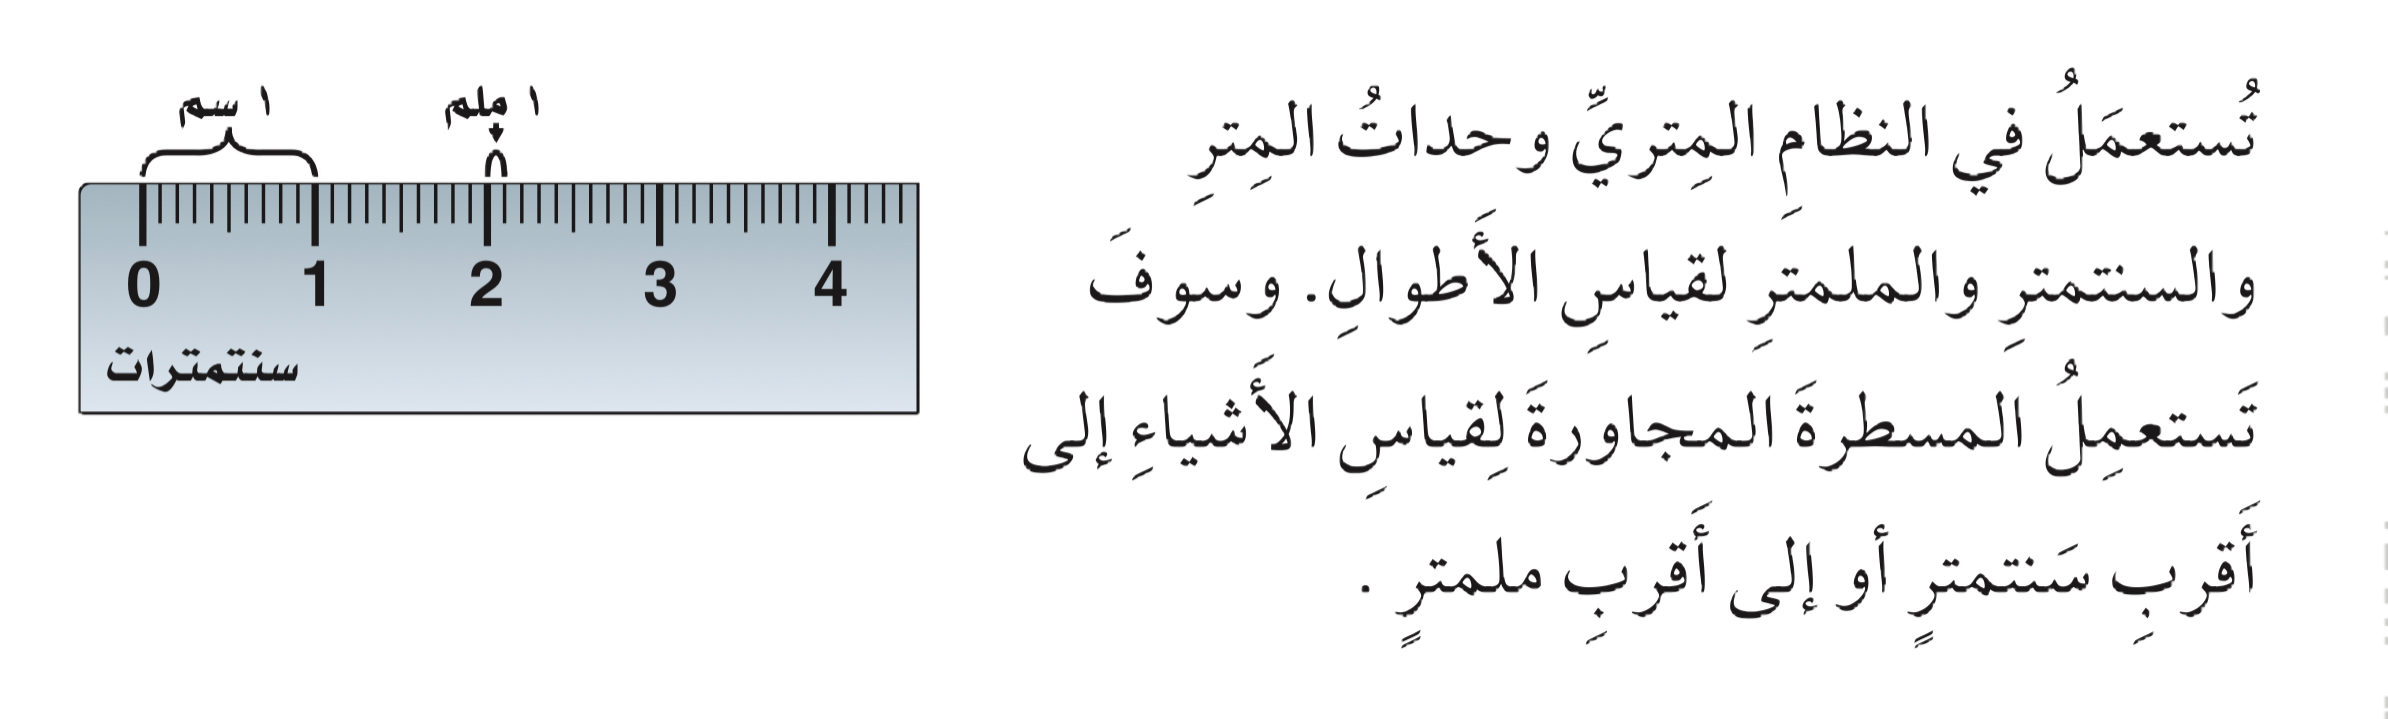 تُستعمَلُ في النظامِ المِتريِّ وحداتُ المِترِ
والسنتمترِ والملمترِ لقياسِ الأَطوالِ. وسوفَ
تَستعمِلُ المسطرةَ المجاورةَ لِقياسِ الأَشياءِ إلى
أَقربِ سَنتمترٍ أو إلى أَقربِ ملمترٍ .
١ سم
١ ملم
0 1 2 3 4
سنتمترات